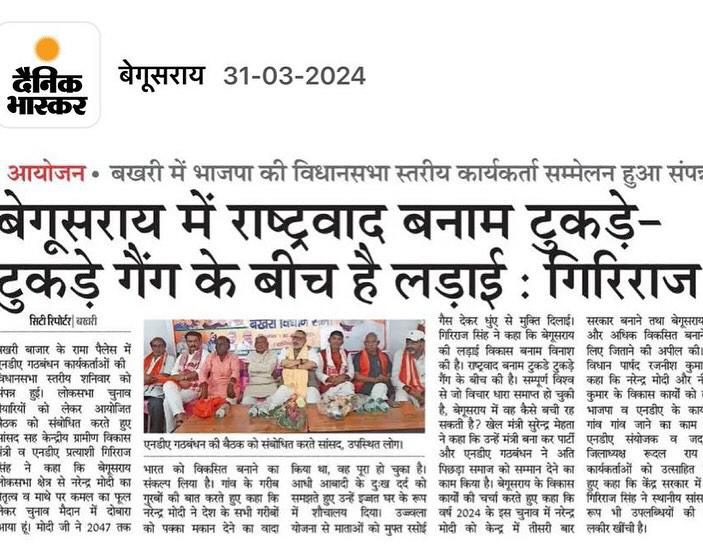 दैनिक
भास्कर
बेगूसराय 31-03-2024
आयोजन • बखरी में भाजपा की विधानसभा स्तरीय कार्यकर्ता सम्मेलन हुआ संपन्न
बेगूसराय में राष्ट्रवाद बनाम टुकड़े-
टुकड़े गैंग के बीच है लड़ाई : गिरिराज
सिटी रिपोर्टर| बखरी
बखरी बाजार के रामा पैलेस में
एनडीए गठबंधन कार्यकर्ताओं की
विधानसभा स्तरीय शनिवार को
संपन्न हुई। लोकसभा चुनाव
तैयारियों को लेकर आयोजित
बैठक को संबोधित करते हुए
सांसद सह केन्द्रीय ग्रामीण विकास
मंत्री व एनडीए प्रत्याशी गिरिराज
सिंह ने कहा कि बेगूसराय
लोकसभा क्षेत्र से नरेन्द्र मोदी का
नेतृत्व व माथे पर कमल का फूल
लेकर चुनाव मैदान में दोबारा
आया हूं। मोदी जी ने 2047 तक
बखरी विधान सभा
एनडीए गठबंधन की बैठक को संबोधित करते सांसद, उपस्थित लोग।
भारत को विकसित बनाने का
संकल्प लिया है। गांव के गरीब
गुरबों की बात करते हुए कहा कि
नरेन्द्र मोदी ने देश के सभी गरीबों
को पक्का मकान देने का वादा
किया था, वह पूरा हो चुका है।
आधी आबादी के दुःख दर्द को
समझते हुए उन्हें इज्जत घर के रूप
में शौचालय दिया। उज्ज्वला
योजना से माताओं को मुफ्त रसोई
गैस देकर धुंए से मुक्ति दिलाई।
गिरिराज सिंह ने कहा कि बेगूसराय
की लड़ाई विकास बनाम विनाश
की है। राष्ट्रवाद बनाम टुकडे टुकड़े
गैंग के बीच की है। सम्पूर्ण विश्व
से जो विचार धारा समाप्त हो चुकी
है, बेगूसराय में वह कैसे बची रह
सकती है? खेल मंत्री सुरेन्द्र मेहता
ने कहा कि उन्हें मंत्री बना कर पार्टी
और एनडीए गठबंधन ने अति
पिछड़ा समाज को सम्मान देने का
काम किया है। बेगूसराय के विकास
कार्यों की चर्चा करते हुए कहा कि
वर्ष 2024 के इस चुनाव में नरेन्द्र
मोदी को केन्द्र में तीसरी बार
सरकार बनाने तथा बेगूसराय
और अधिक विकसित बनाने
लिए जिताने की अपील की।
विधान पार्षद रजनीश कुमार
कहा कि नरेन्द्र मोदी और नी
कुमार के विकास कार्यों को ले
भाजपा व एनडीए के कार्य
गांव गांव जाने का काम
एनडीए संयोजक व जद
जिलाध्यक्ष रूदल राय
कार्यकर्ताओं को उत्साहित
हुए कहा कि केंद्र सरकार में
गिरिराज सिंह ने स्थानीय सांस
रूप भी उपलब्धियों की
लकीर खींची है।